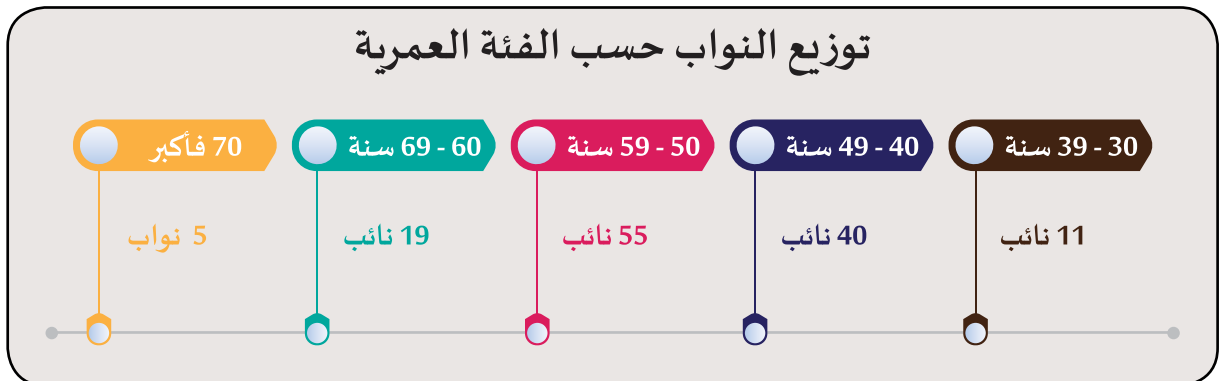 توزيع النواب حسب الفئة العمرية
30 - 39 سنة
11 نائب
40 - 49 سنة
40 نائب
50 - 59 سنة
55 نائب
60 - 69 سنة
19 نائب
70 فأكبر
5 نواب